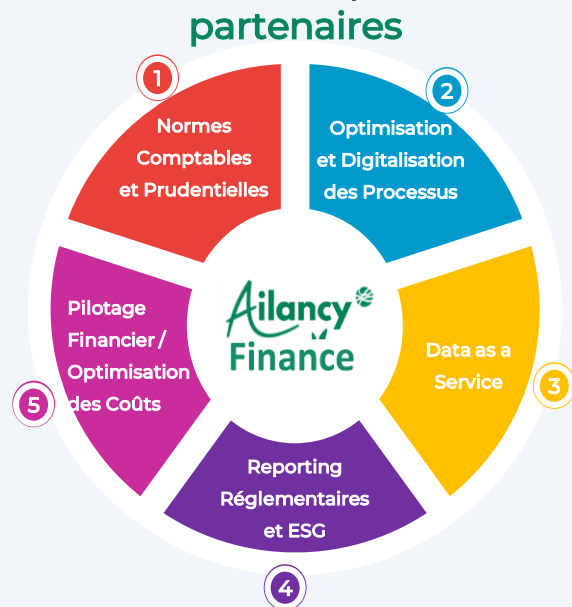 partenaires
1
Normes
Comptables
et Prudentielles
2
Optimisation
et Digitalisation
des Processus
3
Data as a
Service
4
Reporting
Réglementaires
et ESG
5
Pilotage
Financier /
Optimisation
des Coûts
Ailancy
Finance